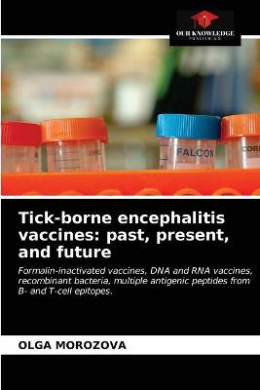 OUR KNOWLEDGE
PUBLISHING
FALCON
COR
Tick-borne encephalitis
vaccines: past, present,
and future
Formalin-inactivated vaccines, DNA and RNA vaccines,
recombinant bacteria, multiple antigenic peptides from
B- and T-cell epitopes.
OLGA MOROZOVA